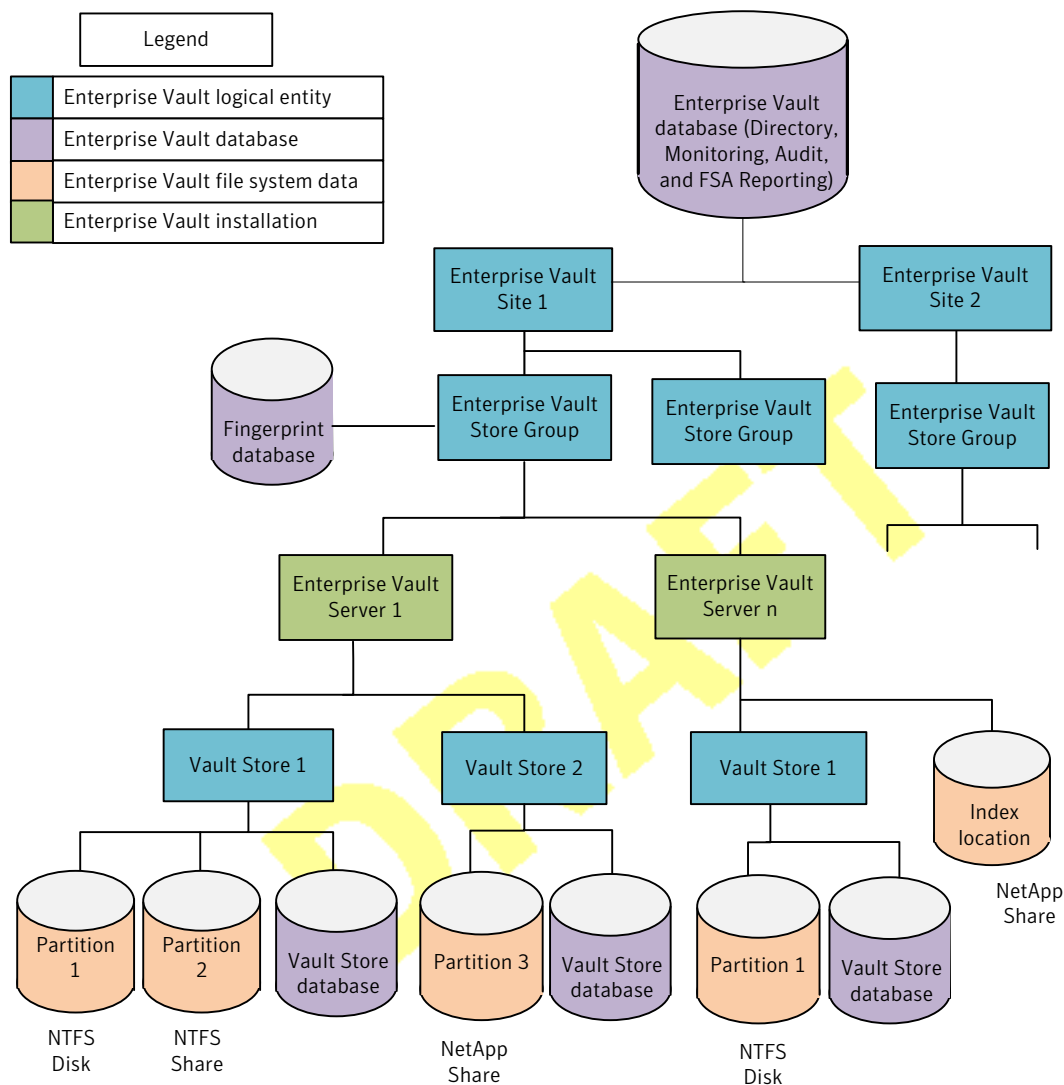 Legend
Enterprise Vault logical entity
Enterprise Vault database
Enterprise Vault file system data
Enterprise Vault installation
Enterprise Vault
database (Directory,
Monitoring, Audit,
and FSA Reporting)
Enterprise Vault
Site 1
Enterprise Vault
Site 2
Fingerprint
database
Enterprise Vault
Store Group
Enterprise Vault
Store Group
Enterprise Vault
Store Group
Enterprise Vault
Server 1
Enterprise Vault
Server n
DRAFT
Vault Store 1
Vault Store 2
Vault Store 1
Index
location
NetApp
Share
Partition
1
Partition
2
Vault Store
database
Partition 3
Vault Store
database
Partition 1
Vault Store
database
NTFS
Disk
NTFS
Share
NetApp
Share
NTFS
Disk